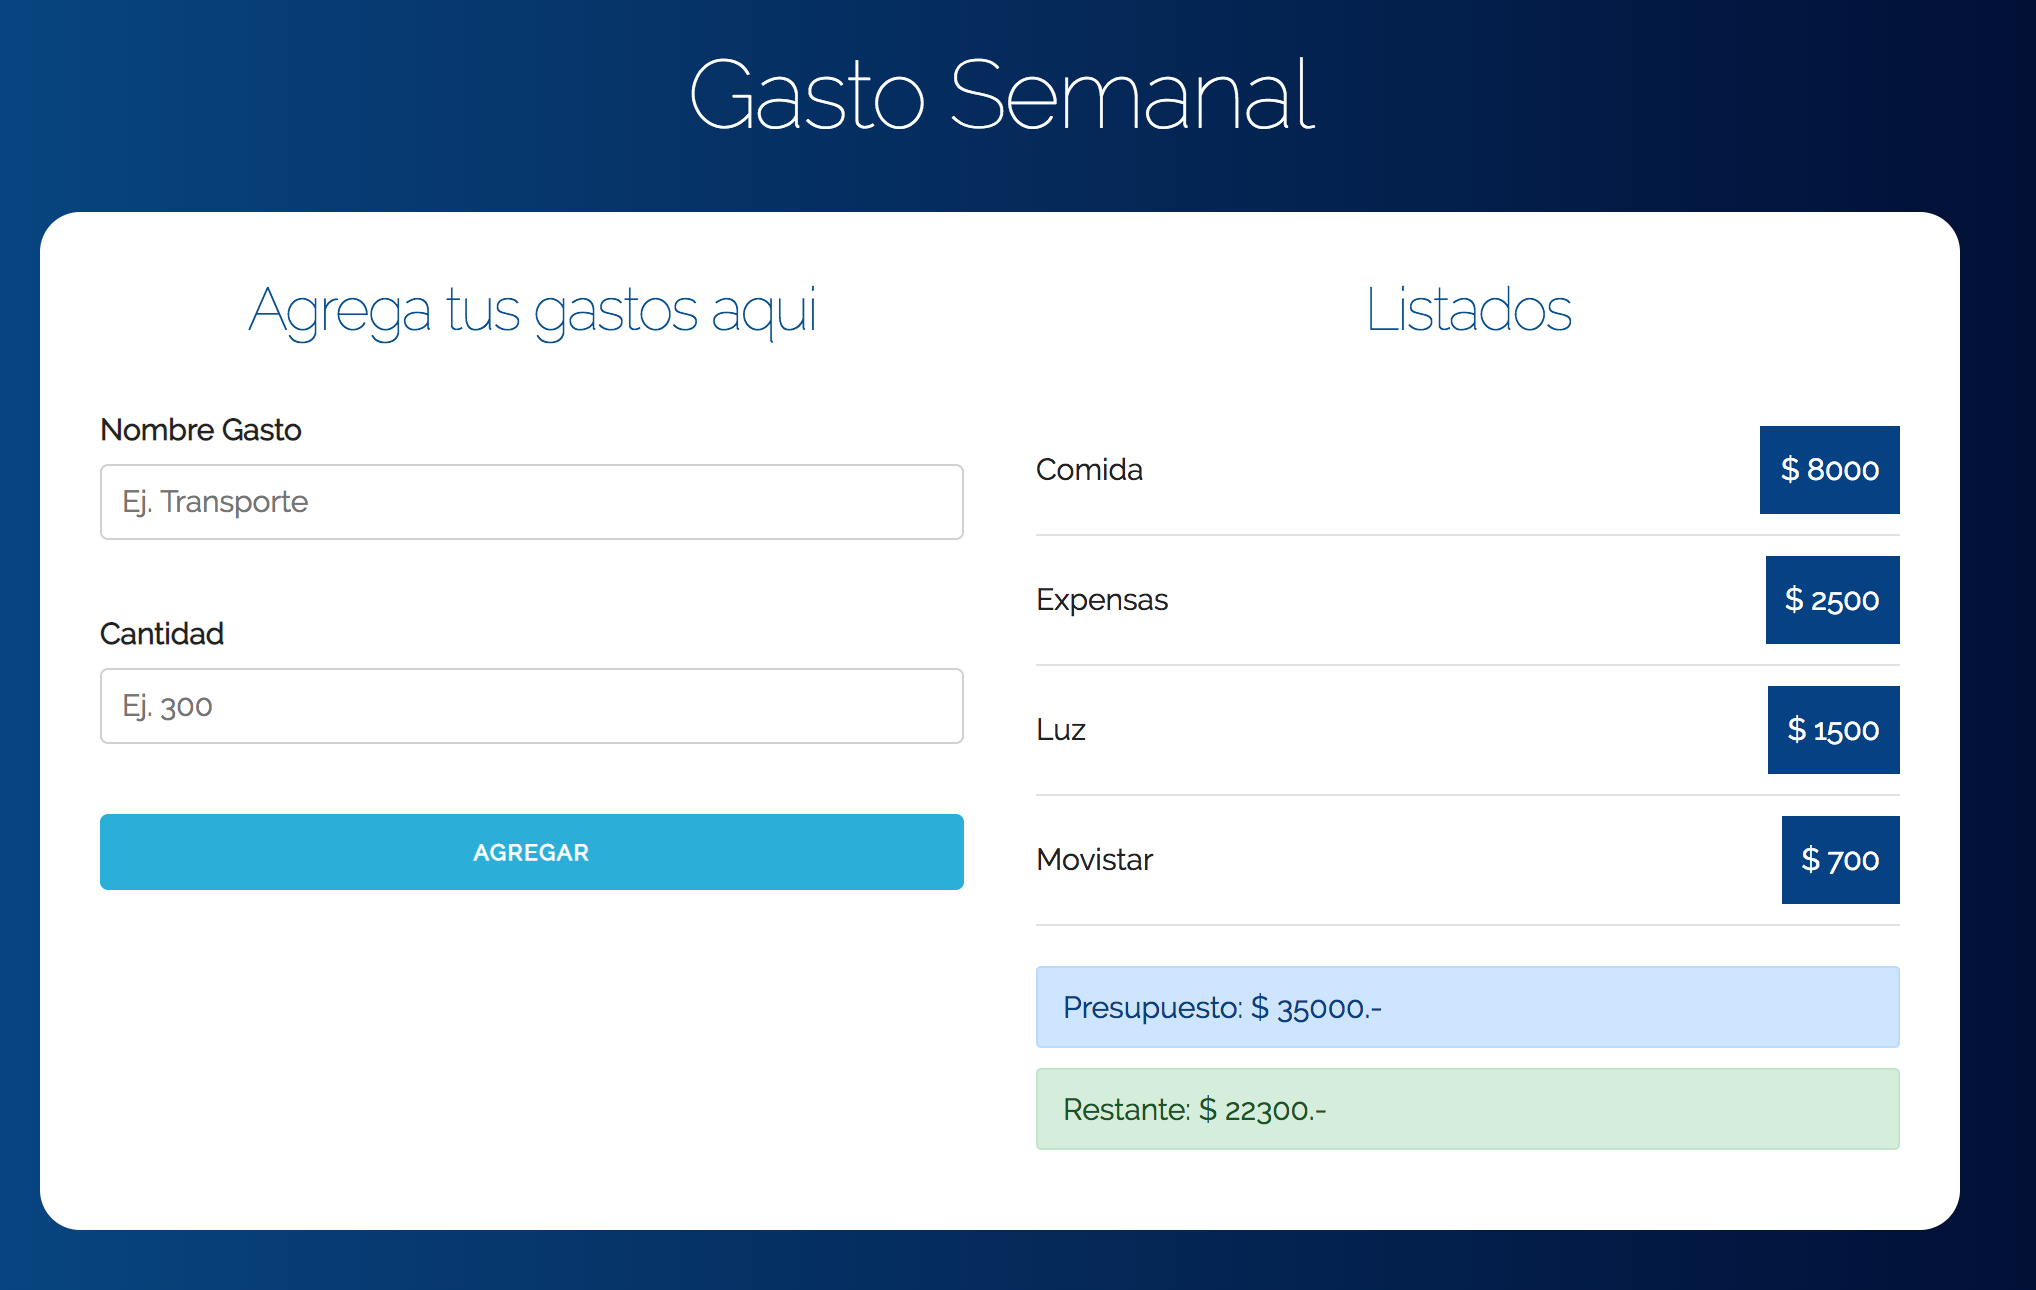 Gasto Semanal
Agrega tus gastos aqui
Nombre Gasto
Ej. Transporte
Cantidad
Ej. 300
AGREGAR
Listados
Comida $ 8000
Expensas $ 2500
Luz $ 1500
Movistar $ 700
Presupuesto: $ 35000.-
Restante: $ 22300.-